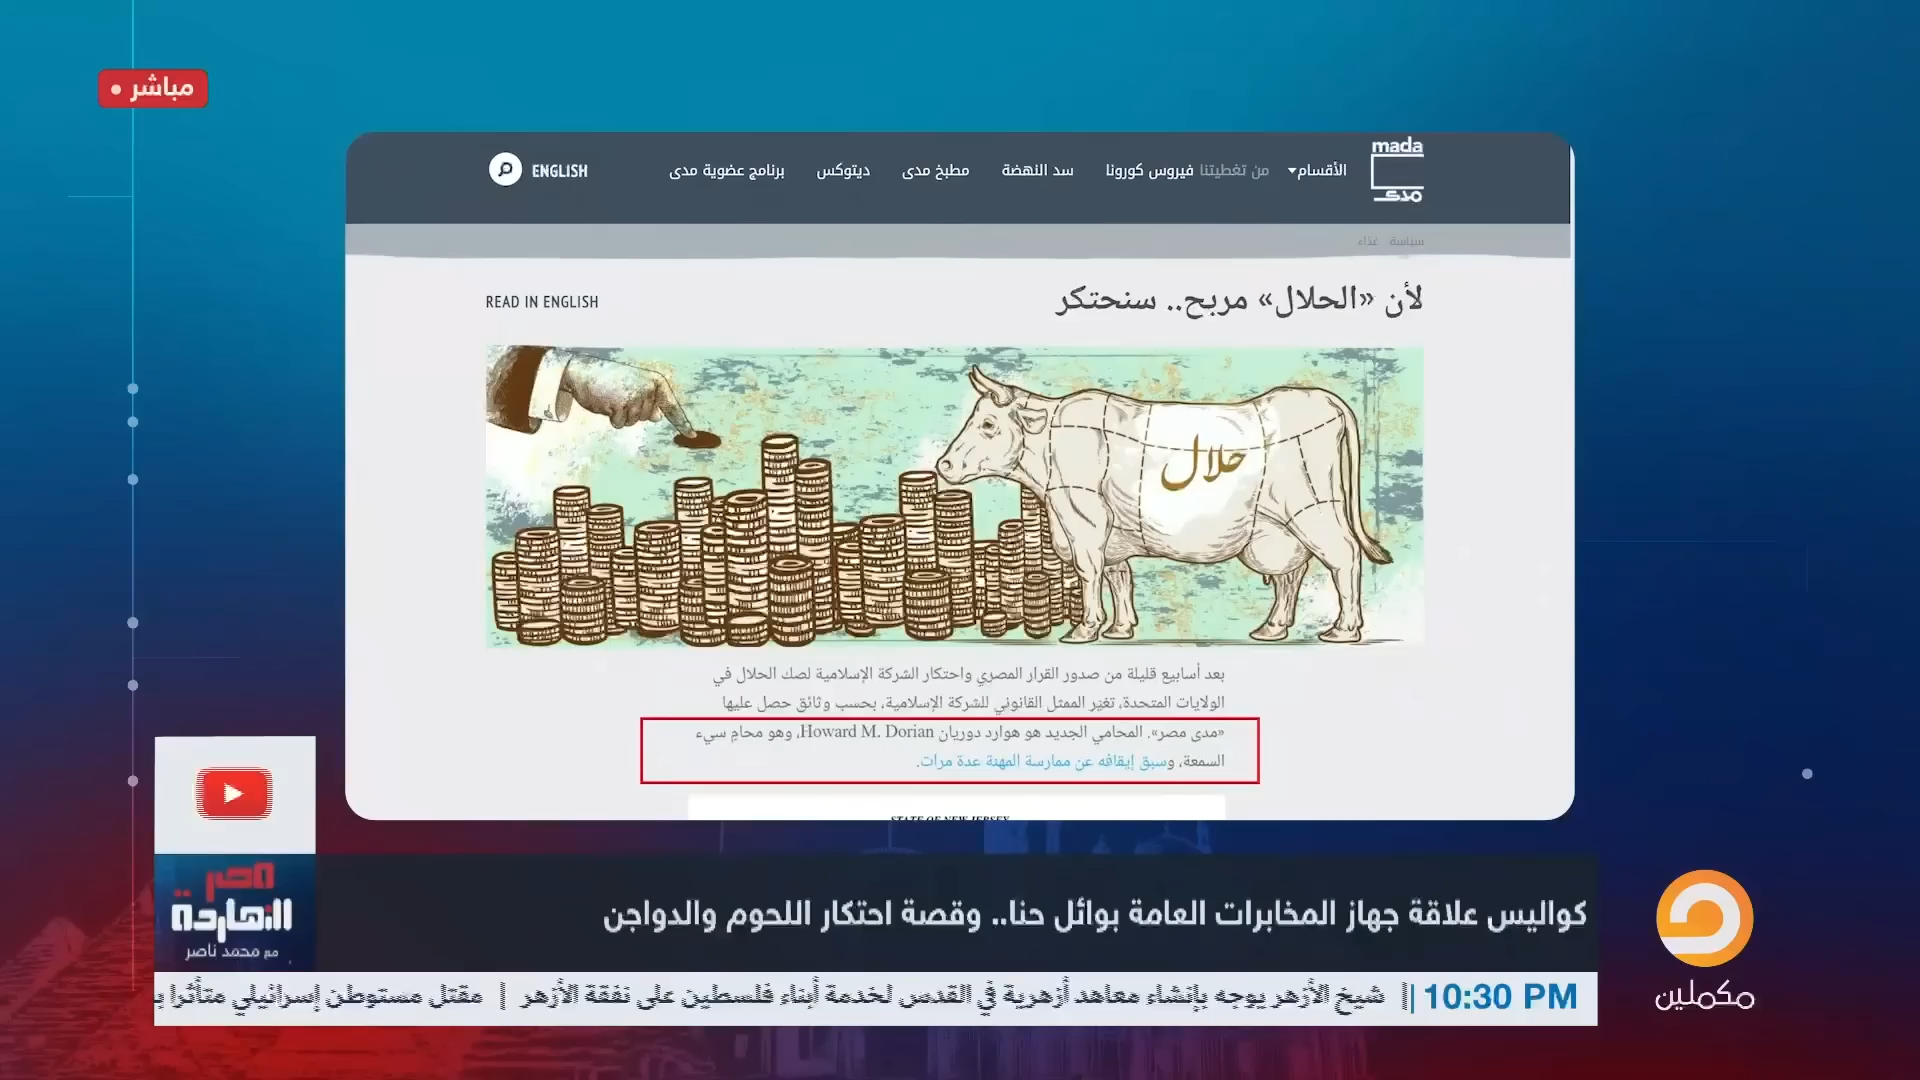 مباشر
mada
مدى
الأقسام
من تغطيتنا فيروس كورونا
سد النهضة
مطبخ مدى
ديتوكس
برنامج عضوية مدى
ENGLISH
سياسة غذاء
لأن «الحلال» مربح.. سنحتكر
READ IN ENGLISH
حلال
بعد أسابيع قليلة من صدور القرار المصري واحتكار الشركة الإسلامية لصك الحلال في
الولايات المتحدة، تغيّر الممثل القانوني للشركة الإسلامية، بحسب وثائق حصل عليها
«مدى مصر». المحامي الجديد هو هوارد دوريان Howard M. Dorian، وهو محامٍ سيء
السمعة، وسبق إيقافه عن ممارسة المهنة عدة مرات.
STATE OF NEW JERSEY
مصر
النهاردة
مع محمد ناصر
كواليس علاقة جهاز المخابرات العامة بوائل حنا.. وقصة احتكار اللحوم والدواجن
10:30 PM
شيخ الأزهر يوجه بإنشاء معاهد أزهرية في القدس لخدمة أبناء فلسطين على نفقة الأزهر | مقتل مستوطن إسرائيلي متأثرا
مكملين